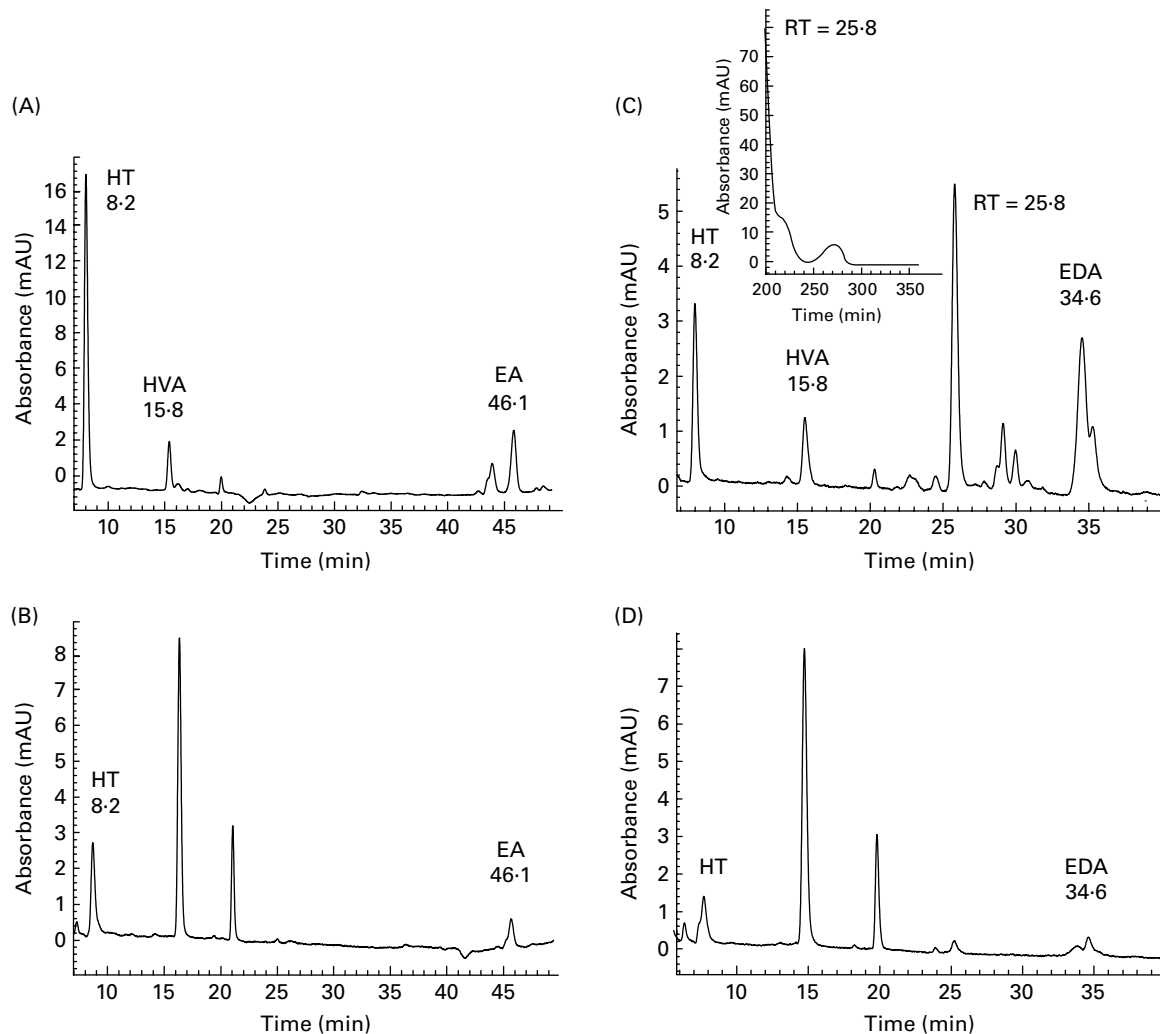 (A)
Absorbance (mAU)
16
14
12
10
8
6
4
2
0
HT
8·2
HVA
15·8
EA
46·1
10 15 20 25 30 35 40 45
Time (min)
(B)
Absorbance (mAU)
8
7
6
5
4
3
2
1
0
HT
8·2
EA
46·1
10 15 20 25 30 35 40 45
Time (min)
(C)
Absorbance (mAU)
70
60
50
40
30
20
10
0
RT = 25·8
200 250 300 350
Time (min)
Absorbance (mAU)
5
4
3
2
1
0
HT
8·2
HVA
15·8
RT = 25·8
EDA
34·6
10 15 20 25 30 35
Time (min)
(D)
Absorbance (mAU)
7
6
5
4
3
2
1
0
HT
EDA
34·6
10 15 20 25 30 35
Time (min)